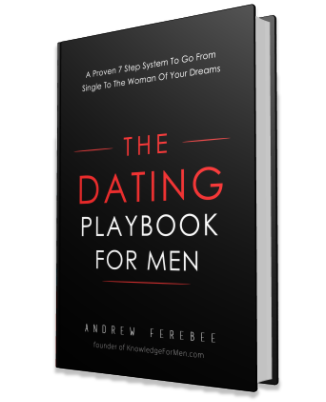 A Proven 7 Step System To Go From
Single To The Woman Of Your Dreams
THE
DATING
PLAYBOOK
FOR MEN
ANDREW FEREBEE
Founder of KnowledgeForMen.com